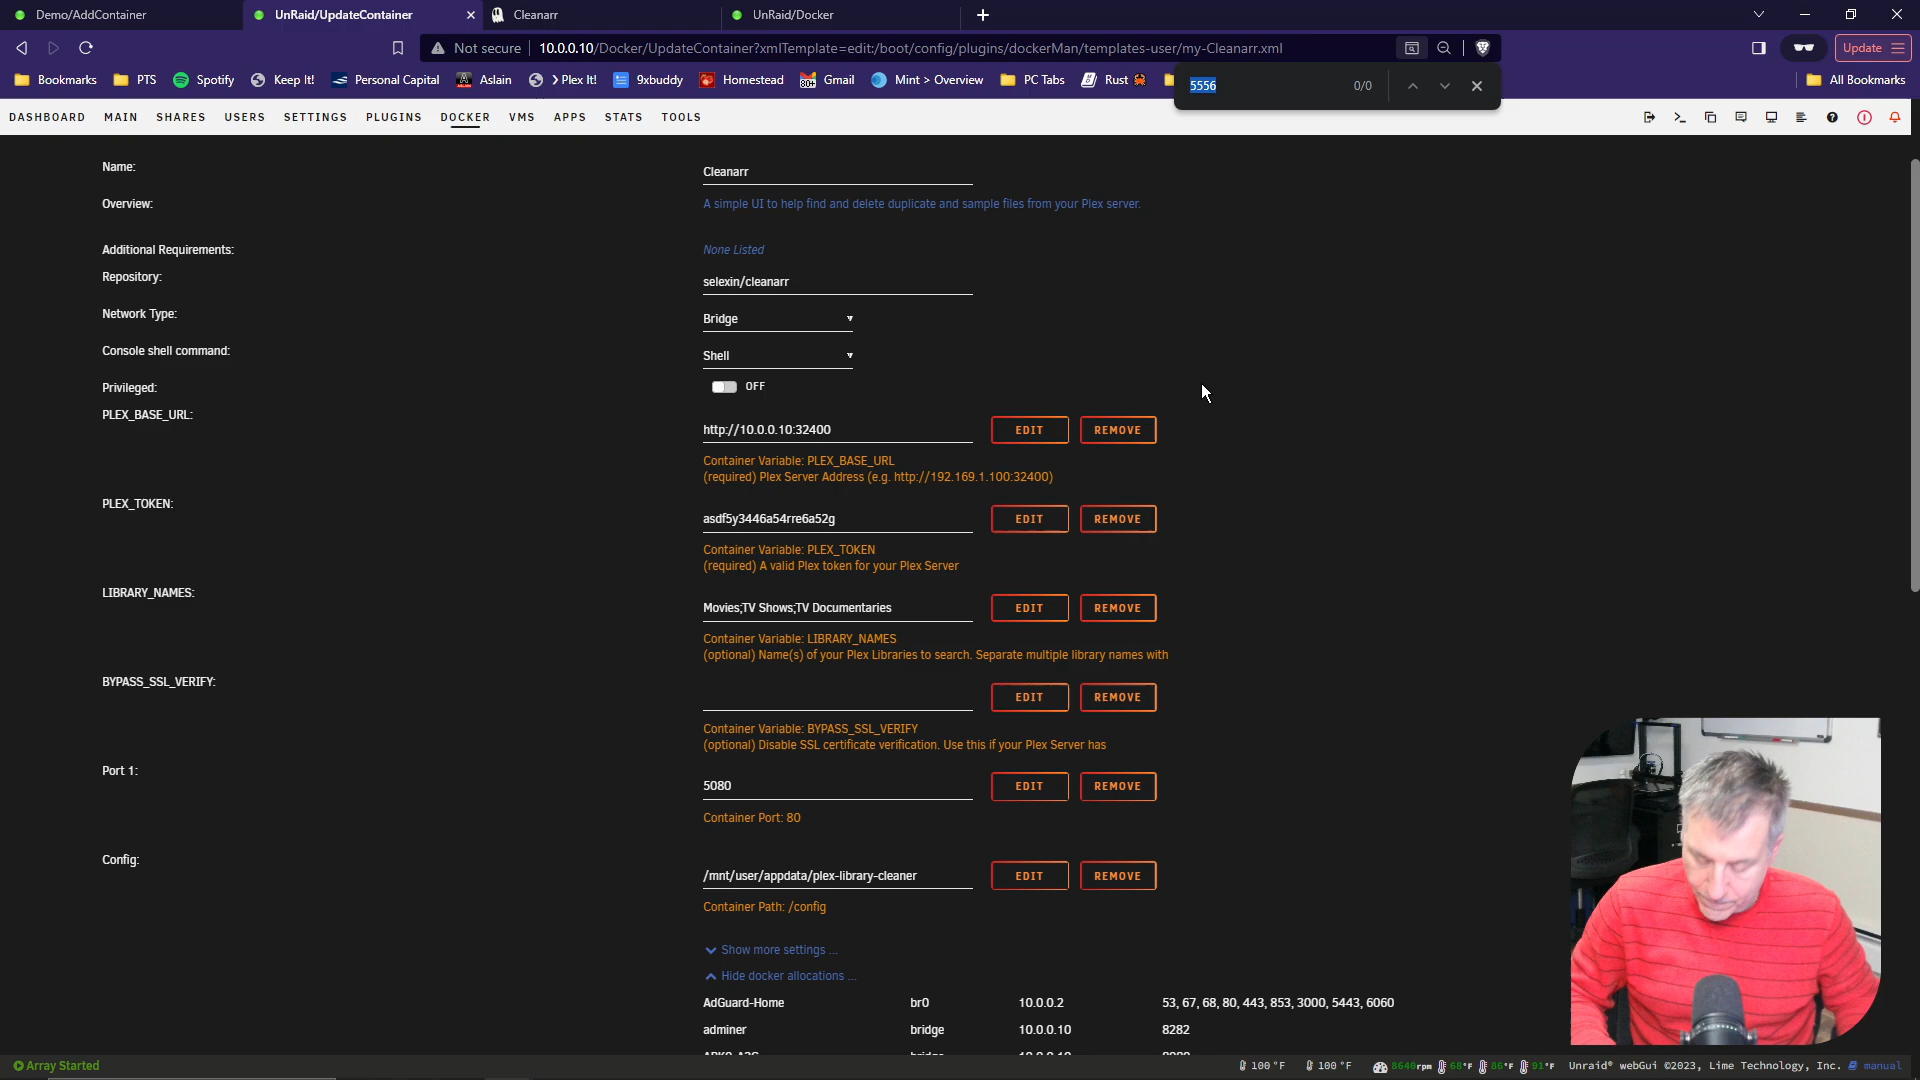 Demo/AddContainer
UnRaid/UpdateContainer
Cleanarr
UnRaid/Docker
Not secure
10.0.0.10/Docker/UpdateContainer?xmlTemplate=edit:/boot/config/plugins/dockerMan/templates-user/my-Cleanarr.xml
Update
Bookmarks PTS Spotify Keep It! Personal Capital Aslain > Plex It! 9xbuddy Homestead Gmail Mint > Overview PC Tabs Rust
All Bookmarks
5556 0/0
DASHBOARD MAIN SHARES USERS SETTINGS PLUGINS DOCKER VMS APPS STATS TOOLS
Name: Cleanarr
Overview: A simple UI to help find and delete duplicate and sample files from your Plex server.
Additional Requirements: None Listed
Repository: selexin/cleanarr
Network Type: Bridge
Console shell command: Shell
Privileged: OFF
PLEX_BASE_URL: http://10.0.0.10:32400 EDIT REMOVE
Container Variable: PLEX_BASE_URL
(required) Plex Server Address (e.g. http://192.169.1.100:32400)
PLEX_TOKEN: asdf5y3446a54rre6a52g EDIT REMOVE
Container Variable: PLEX_TOKEN
(required) A valid Plex token for your Plex Server
LIBRARY_NAMES: Movies;TV Shows;TV Documentaries EDIT REMOVE
Container Variable: LIBRARY_NAMES
(optional) Name(s) of your Plex Libraries to search. Separate multiple library names with
BYPASS_SSL_VERIFY: EDIT REMOVE
Container Variable: BYPASS_SSL_VERIFY
(optional) Disable SSL certificate verification. Use this if your Plex Server has
Port 1: 5080 EDIT REMOVE
Container Port: 80
Config: /mnt/user/appdata/plex-library-cleaner EDIT REMOVE
Container Path: /config
Show more settings ...
Hide docker allocations ...
AdGuard-Home br0 10.0.0.2 53, 67, 68, 80, 443, 853, 3000, 5443, 6060
adminer bridge 10.0.0.10 8282
Array Started
100 °F 100 °F 8640rpm 68°F 86°F 91°F Unraid® webGui ©2023, Lime Technology, Inc. manual